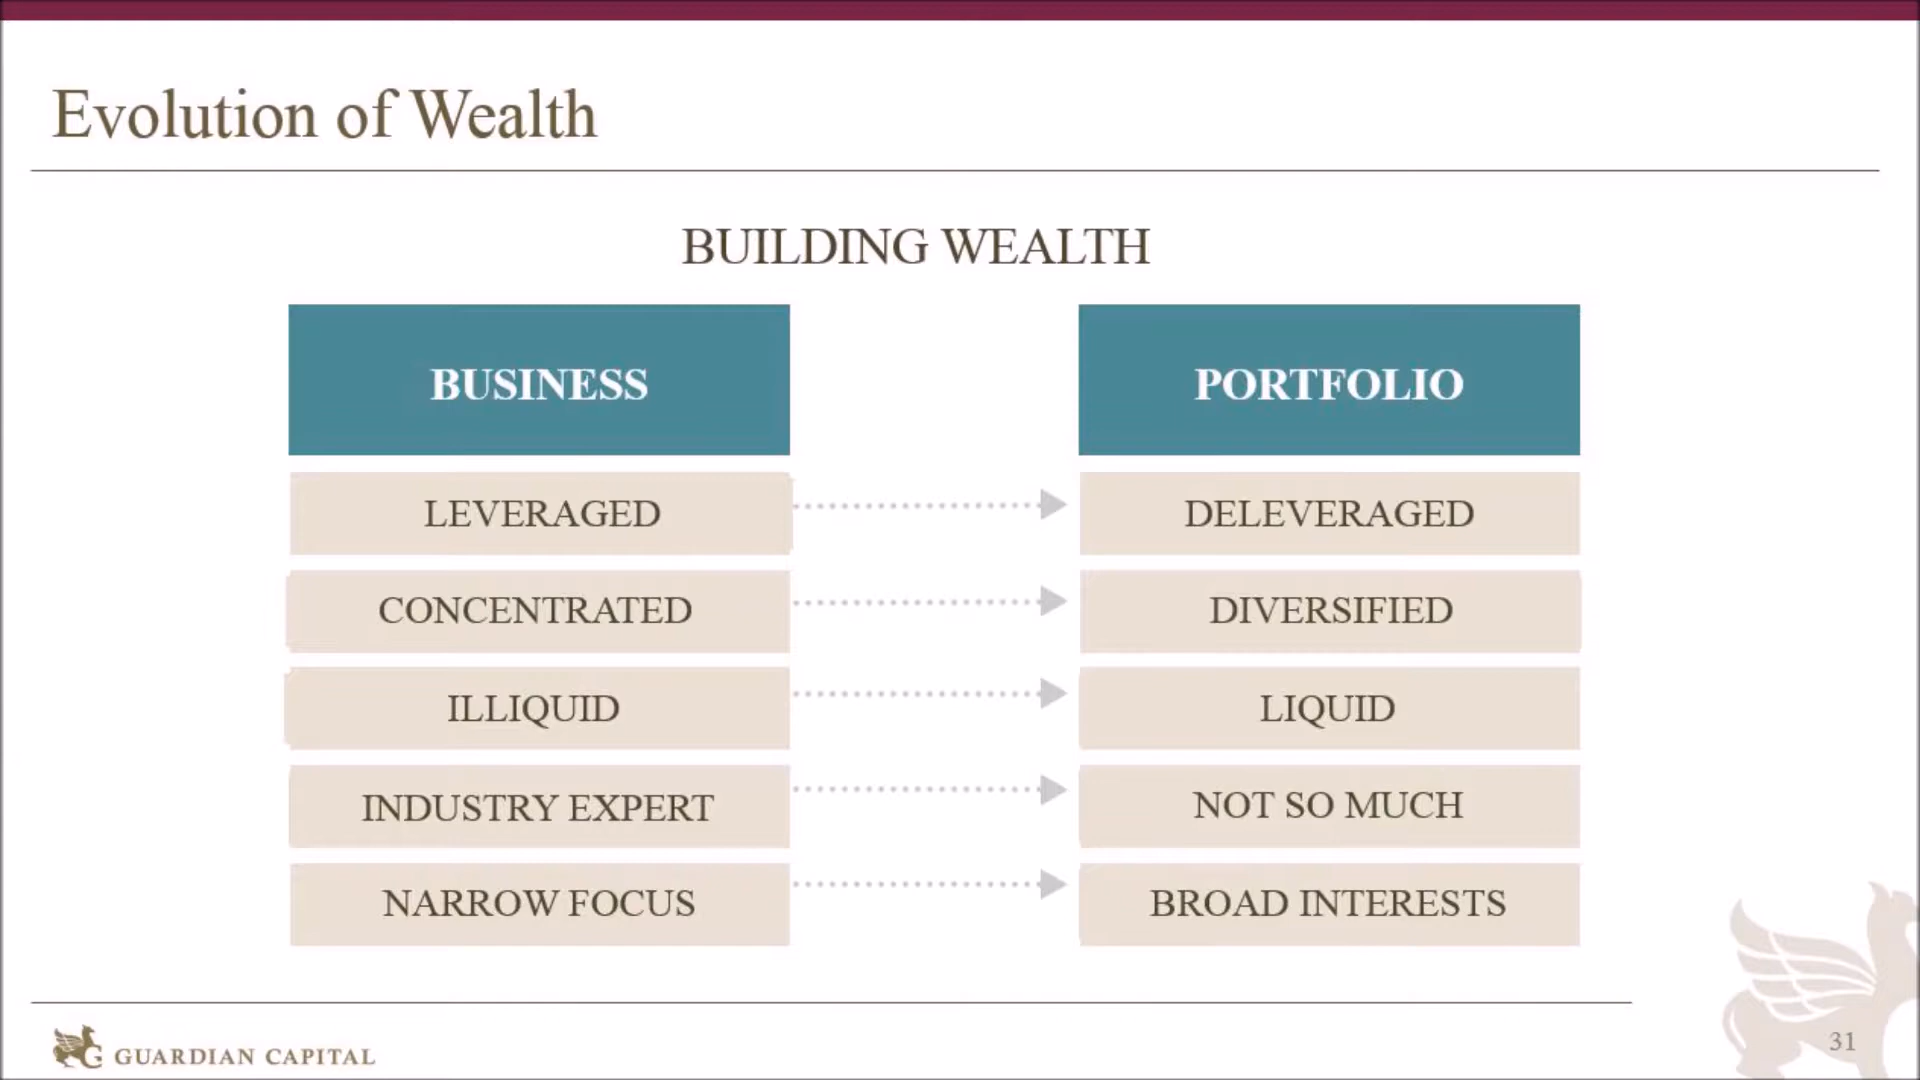 Evolution of Wealth
BUILDING WEALTH
BUSINESS
PORTFOLIO
LEVERAGED
DELEVERAGED
CONCENTRATED
DIVERSIFIED
ILLIQUID
LIQUID
INDUSTRY EXPERT
NOT SO MUCH
NARROW FOCUS
BROAD INTERESTS
GUARDIAN CAPITAL
31